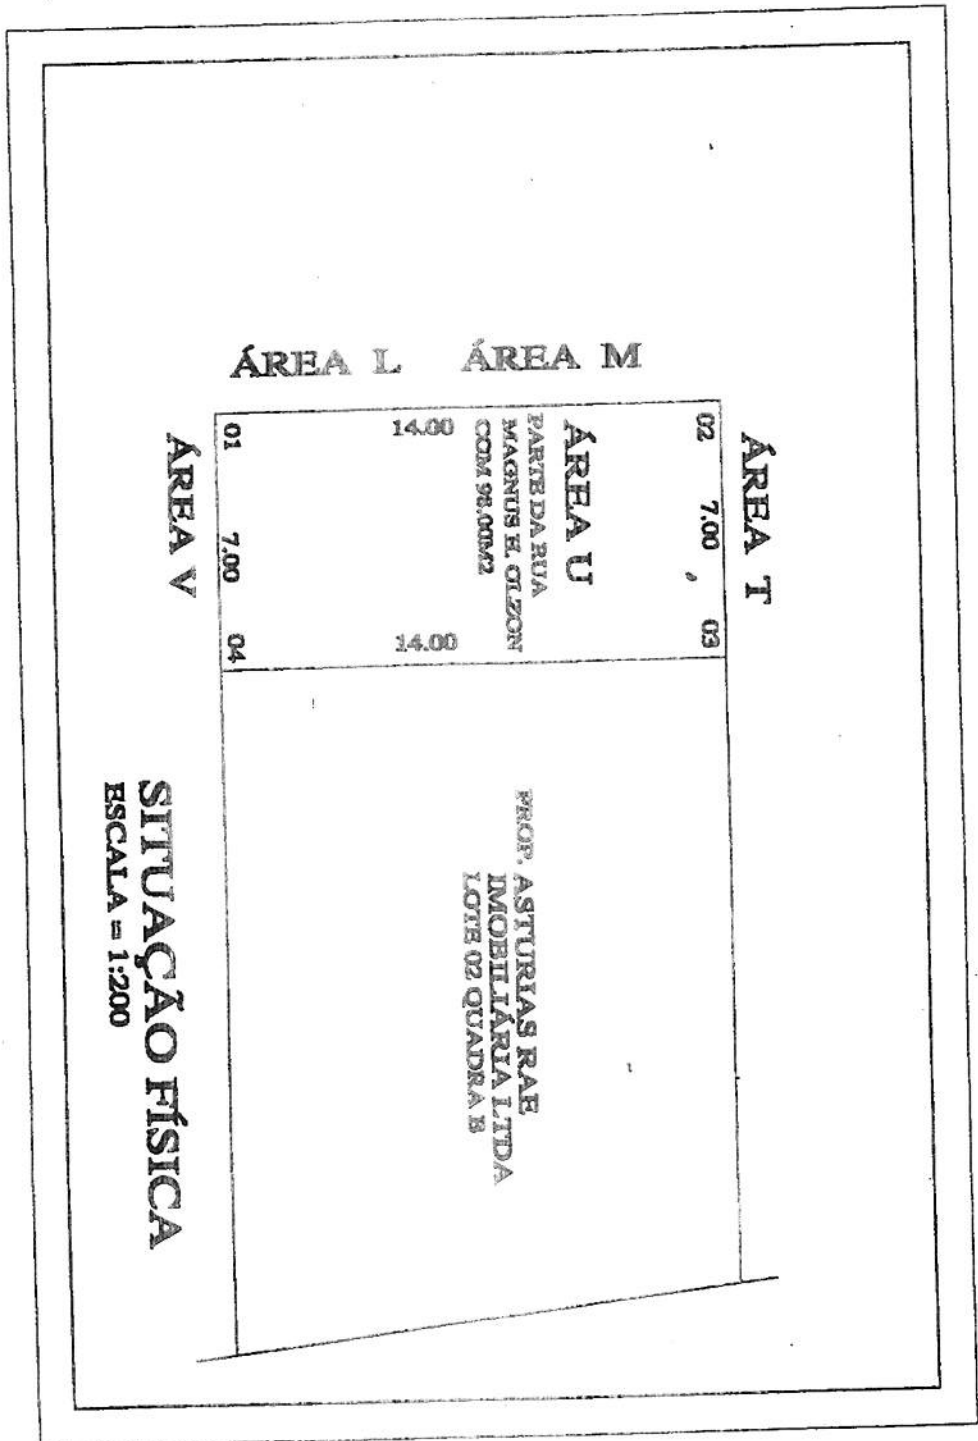 ÁREA L
ÁREA M
ÁREA T
02
7.00
03
ÁREA U
PARTE DA RUA
MAGNUS H. OLZON
COM 98.00M2
14.00
14.00
01
7.00
04
ÁREA V
PROP. ASTURIAS RAE
IMOBILIÁRIA LTDA
LOTE 02 QUADRA B
SITUAÇÃO FÍSICA
ESCALA = 1:200